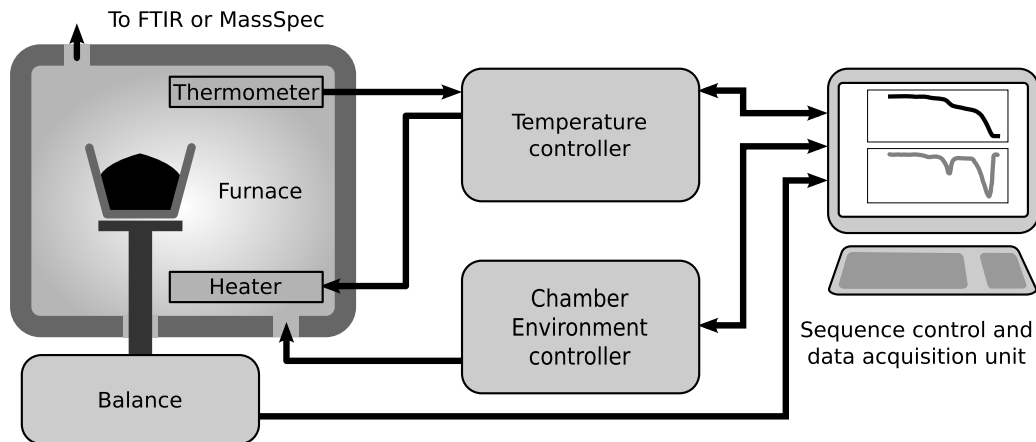 To FTIR or MassSpec
Thermometer
Temperature
controller
Furnace
Heater
Chamber
Environment
controller
Sequence control and
data acquisition unit
Balance